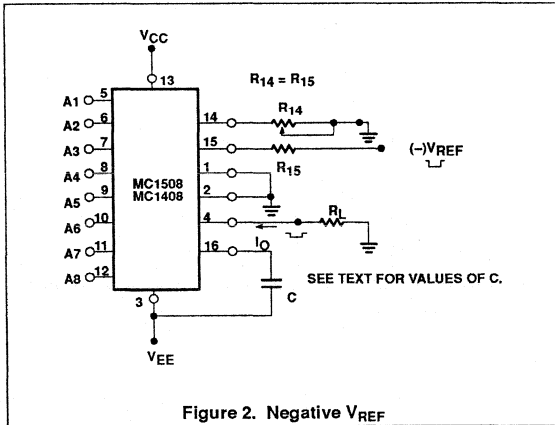 VCC
13
R14 = R15
A1 5
A2 6
A3 7
A4 8
A5 9
A6 10
A7 11
A8 12
MC1508
MC1408
14
15
1
2
4
16
R14
R15
(–)VREF
RL
IO
C
SEE TEXT FOR VALUES OF C.
3
VEE
Figure 2. Negative VREF